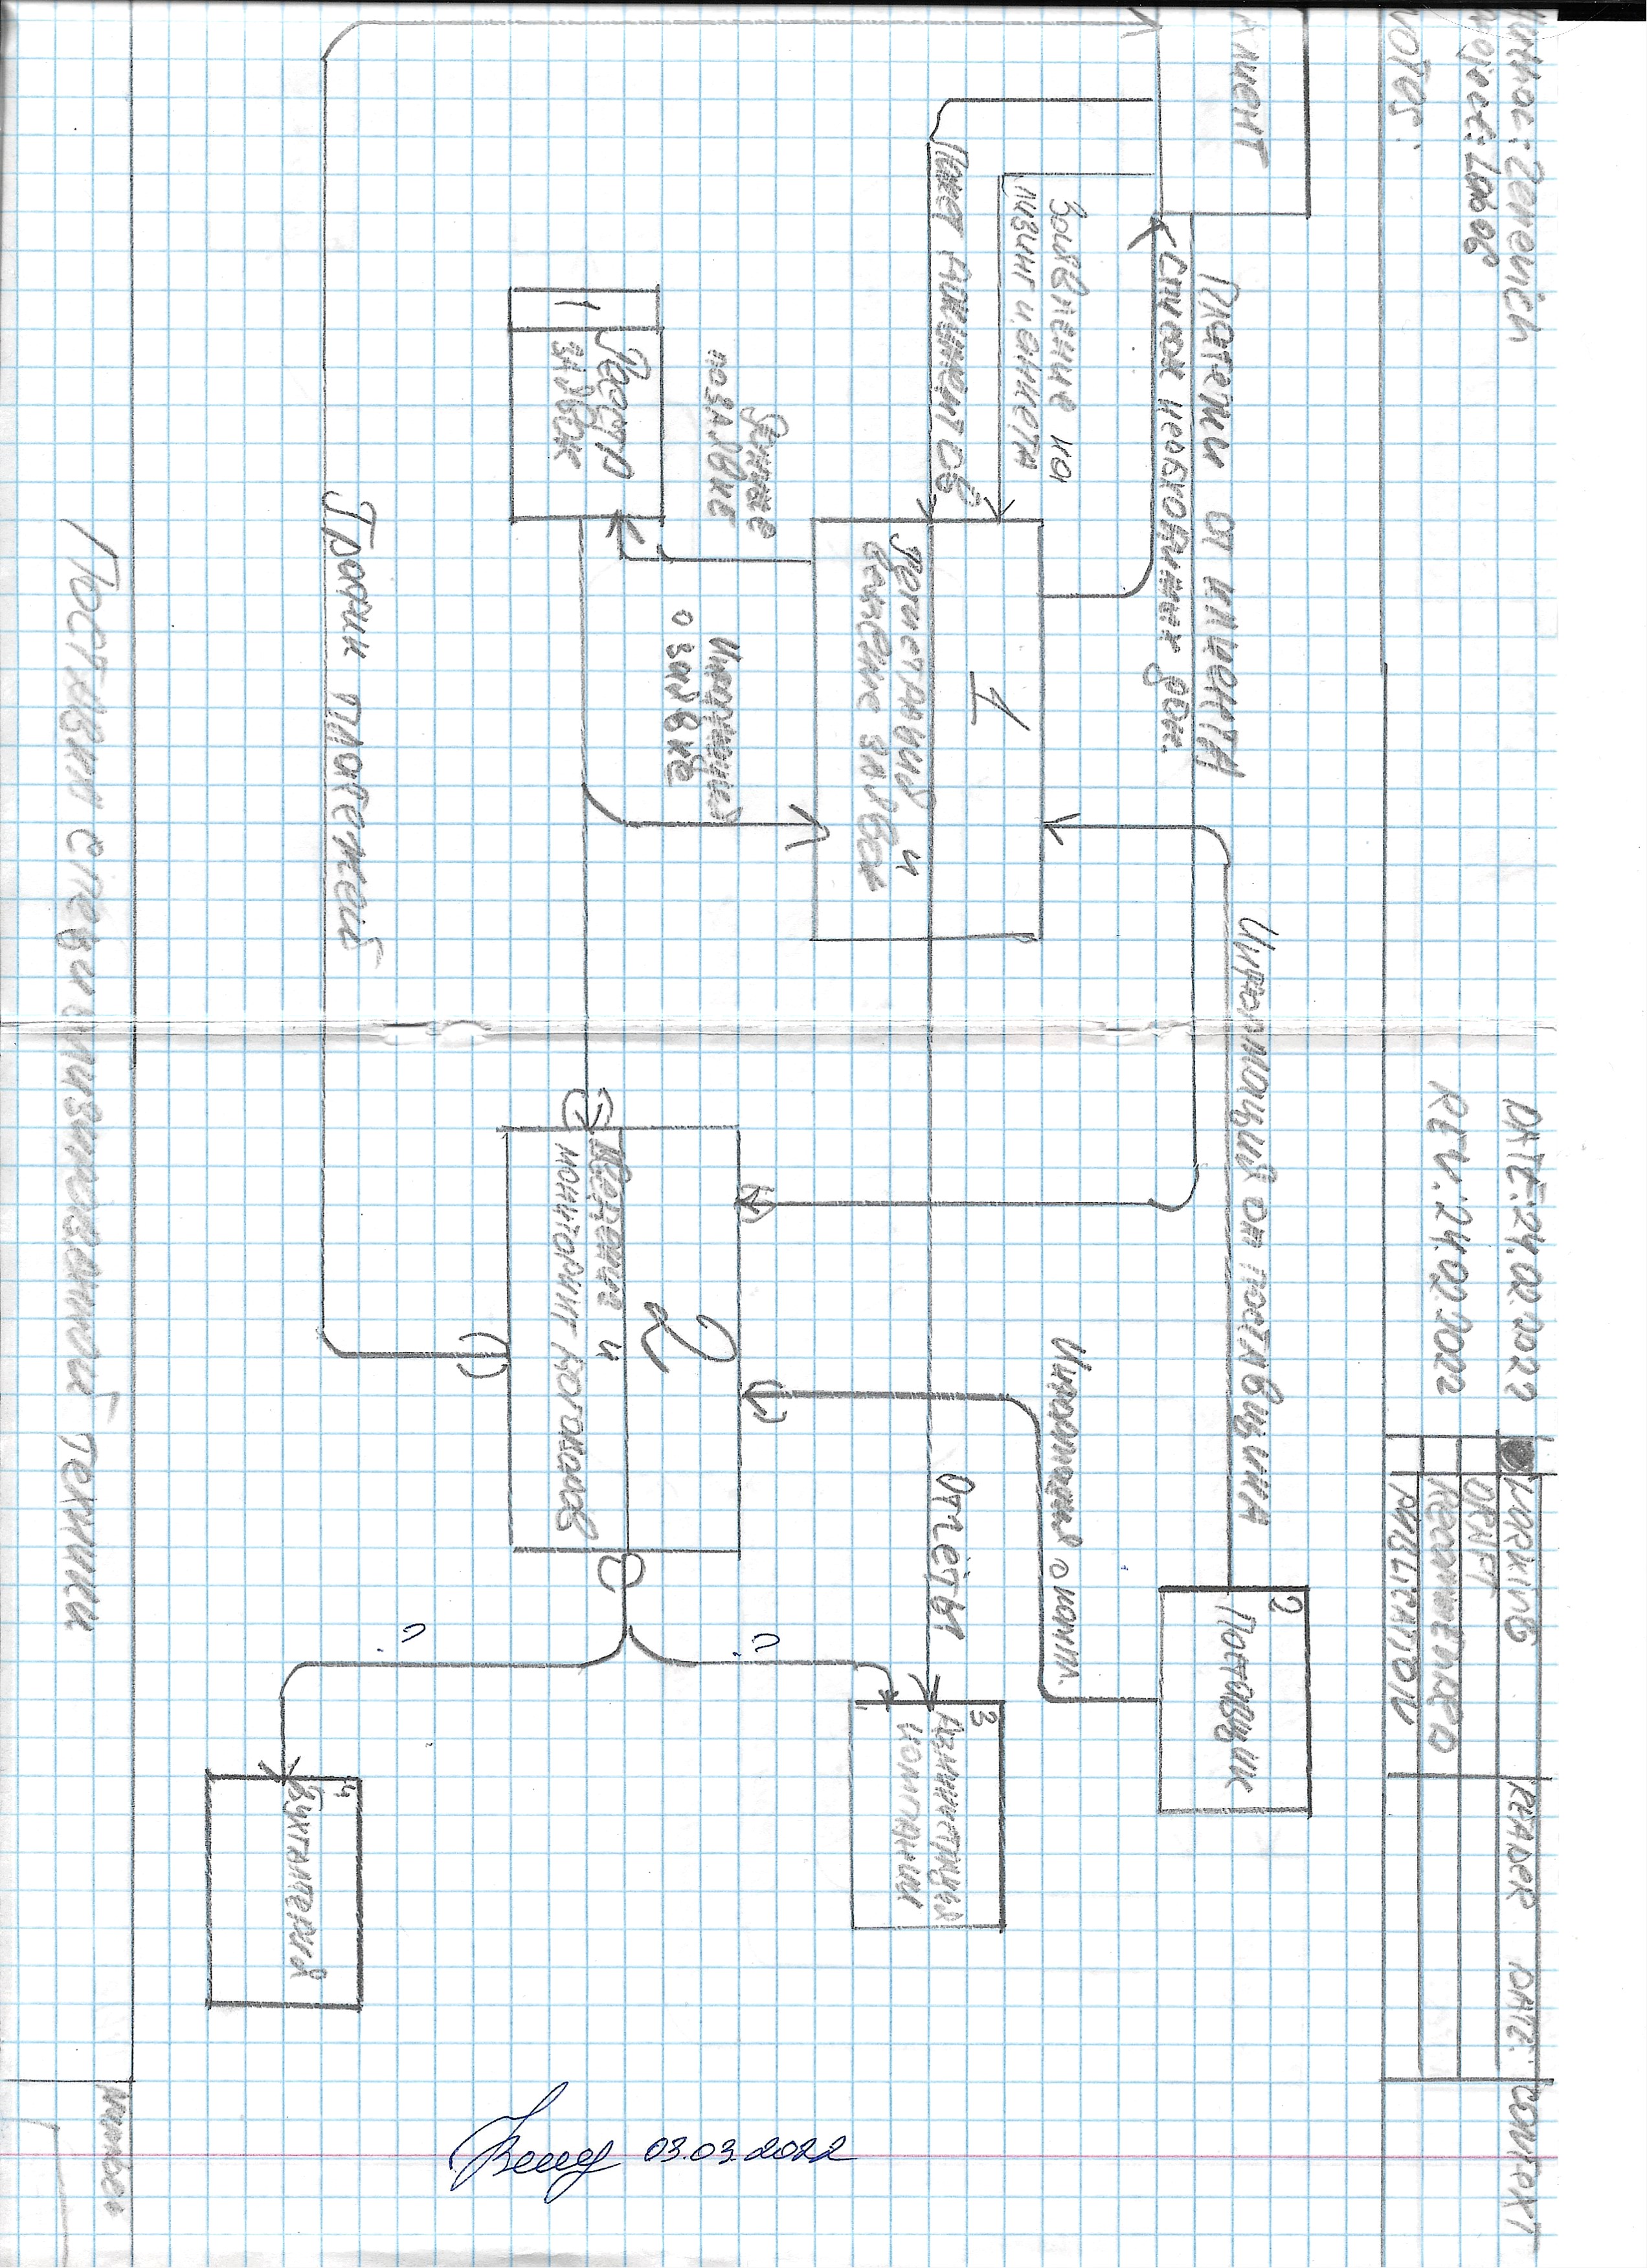 Author: Zenevich
Project: Lab06
NOTES:
DATE: 24.02.2022
REV: 24.02.2022
WORKING
DRAFT
RecommENDeD
PUBLICATION
READER DATE:
CONTEXT
Клиент
Платежи от клиента
Список необходимых док.
Информация от поставщика
2
Поставщик
Заявление на
лизинг и анкета
Пакет документов
1
Регистрация и
ведение заявок
Информация о компл.
Отчёты
3
Администрация
компании
Данные
по заявке
Информация
о заявке
1
Реестр
заявок
2
Ведение и
мониторинг договоров
?
?
График платежей
4
Бухгалтерия
03.03.2022
Поставка специализированной техники
Number